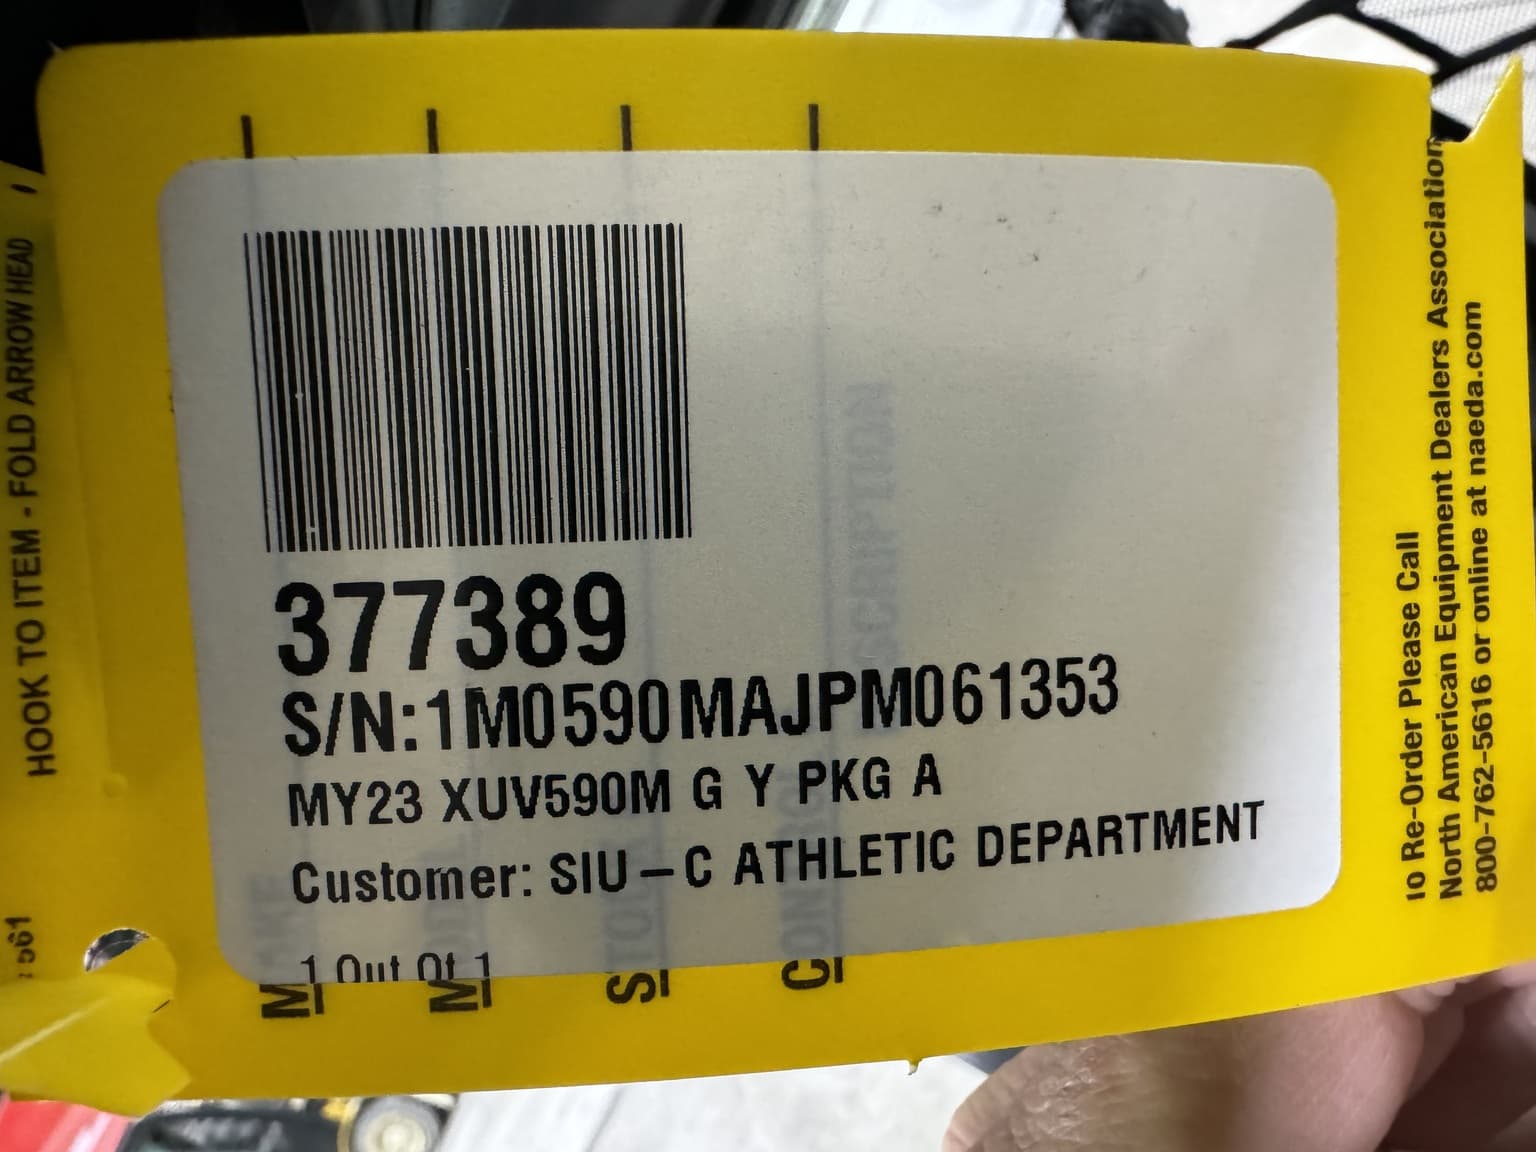 377389
S/N:1M0590MAJPM061353
MY23 XUV590M G Y PKG A
Customer: SIU-C ATHLETIC DEPARTMENT
1 Out Of 1
HOOK TO ITEM - FOLD ARROW HEAD
To Re-Order Please Call
North American Equipment Dealers Association
800-762-5616 or online at naeda.com